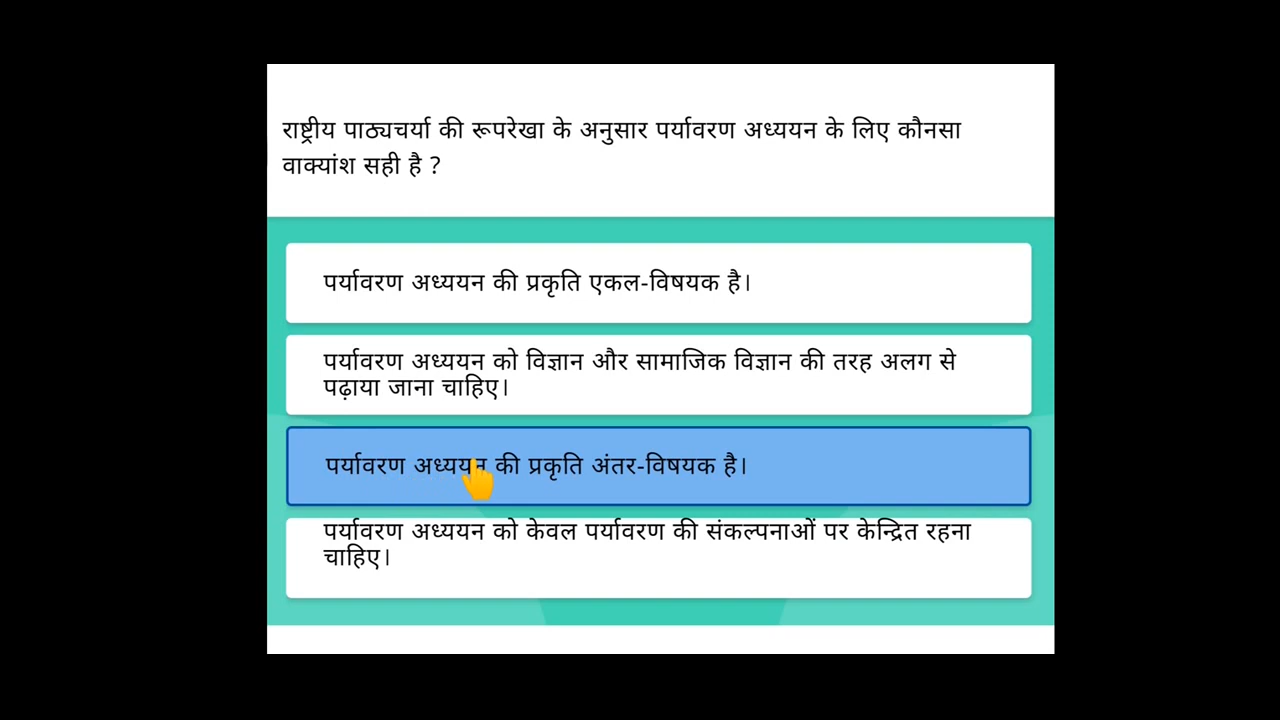 राष्ट्रीय पाठ्यचर्या की रूपरेखा के अनुसार पर्यावरण अध्ययन के लिए कौनसा
वाक्यांश सही है ?
पर्यावरण अध्ययन की प्रकृति एकल-विषयक है।
पर्यावरण अध्ययन को विज्ञान और सामाजिक विज्ञान की तरह अलग से
पढ़ाया जाना चाहिए।
पर्यावरण अध्ययन की प्रकृति अंतर-विषयक है।
पर्यावरण अध्ययन को केवल पर्यावरण की संकल्पनाओं पर केन्द्रित रहना
चाहिए।